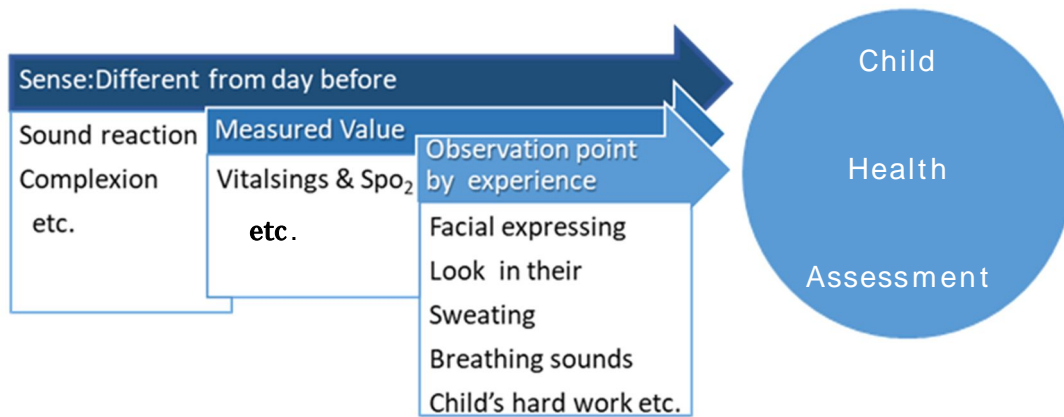 Sense:Different from day before
Sound reaction
Complexion
etc.
Measured Value
Vitalsings & Spo₂
etc.
Observation point
by experience
Facial expressing
Look in their
Sweating
Breathing sounds
Child's hard work etc.
Child
Health
Assessment